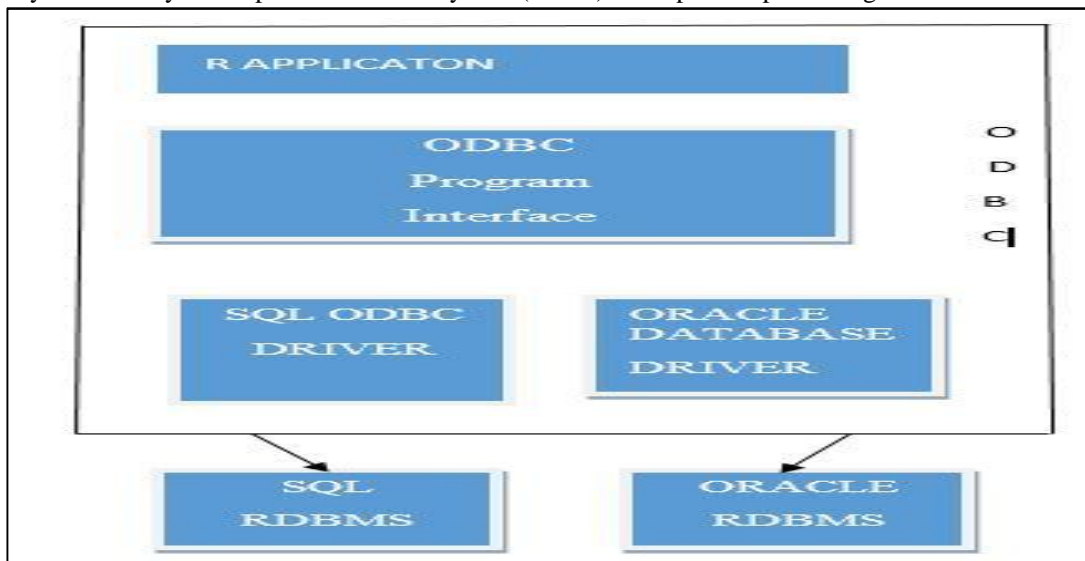 R APPLICATON
ODBC
Program
Interface
O
D
B
C
SQL ODBC
DRIVER
ORACLE
DATABASE
DRIVER
SQL
RDBMS
ORACLE
RDBMS